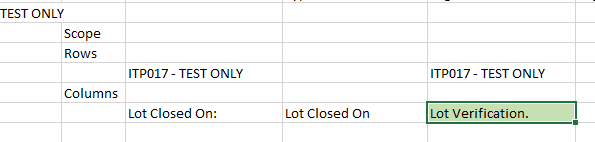 TEST ONLY
Scope
Rows
ITP017 - TEST ONLY ITP017 - TEST ONLY
Columns
Lot Closed On: Lot Closed On Lot Verification.